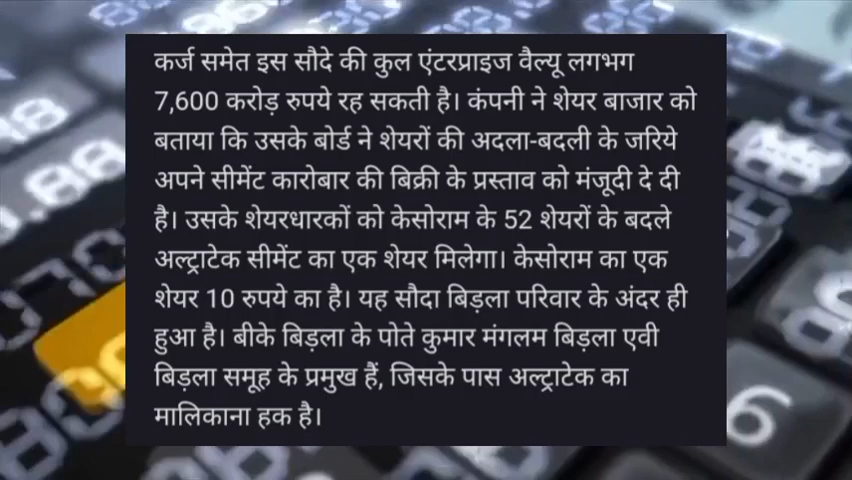 कर्ज समेत इस सौदे की कुल एंटरप्राइज वैल्यू लगभग
7,600 करोड़ रुपये रह सकती है। कंपनी ने शेयर बाजार को
बताया कि उसके बोर्ड ने शेयरों की अदला-बदली के जरिये
अपने सीमेंट कारोबार की बिक्री के प्रस्ताव को मंजूरी दे दी
है। उसके शेयरधारकों को केसोराम के 52 शेयरों के बदले
अल्ट्राटेक सीमेंट का एक शेयर मिलेगा। केसोराम का एक
शेयर 10 रुपये का है। यह सौदा बिड़ला परिवार के अंदर ही
हुआ है। बीके बिड़ला के पोते कुमार मंगलम बिड़ला एवी
बिड़ला समूह के प्रमुख हैं, जिसके पास अल्ट्राटेक का
मालिकाना हक है।
6